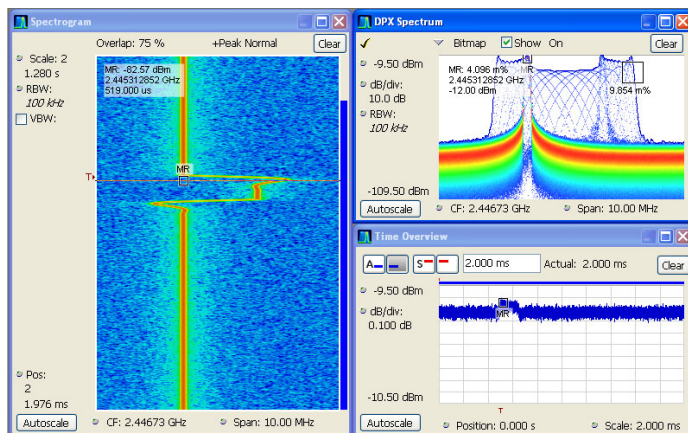 Spectrogram
Overlap: 75 %
+Peak Normal
Clear
Scale: 2
1.280 s
RBW:
100 kHz
VBW:
MR: -82.57 dBm
2.445312852 GHz
519.000 us
MR
T
Pos:
2
1.976 ms
Autoscale
CF: 2.44673 GHz
Span: 10.00 MHz
DPX Spectrum
Bitmap
Show
On
Clear
-9.50 dBm
dB/div:
10.0 dB
RBW:
100 kHz
-109.50 dBm
MR: 4.096 m%
2.445312852 GHz
-12.00 dBm
MR
9.854 m%
Autoscale
CF: 2.44673 GHz
Span: 10.00 MHz
Time Overview
A
S
2.000 ms
Actual: 2.000 ms
Clear
-9.50 dBm
dB/div:
0.100 dB
-10.50 dBm
MR
T
Autoscale
Position: 0.000 s
Scale: 2.000 ms